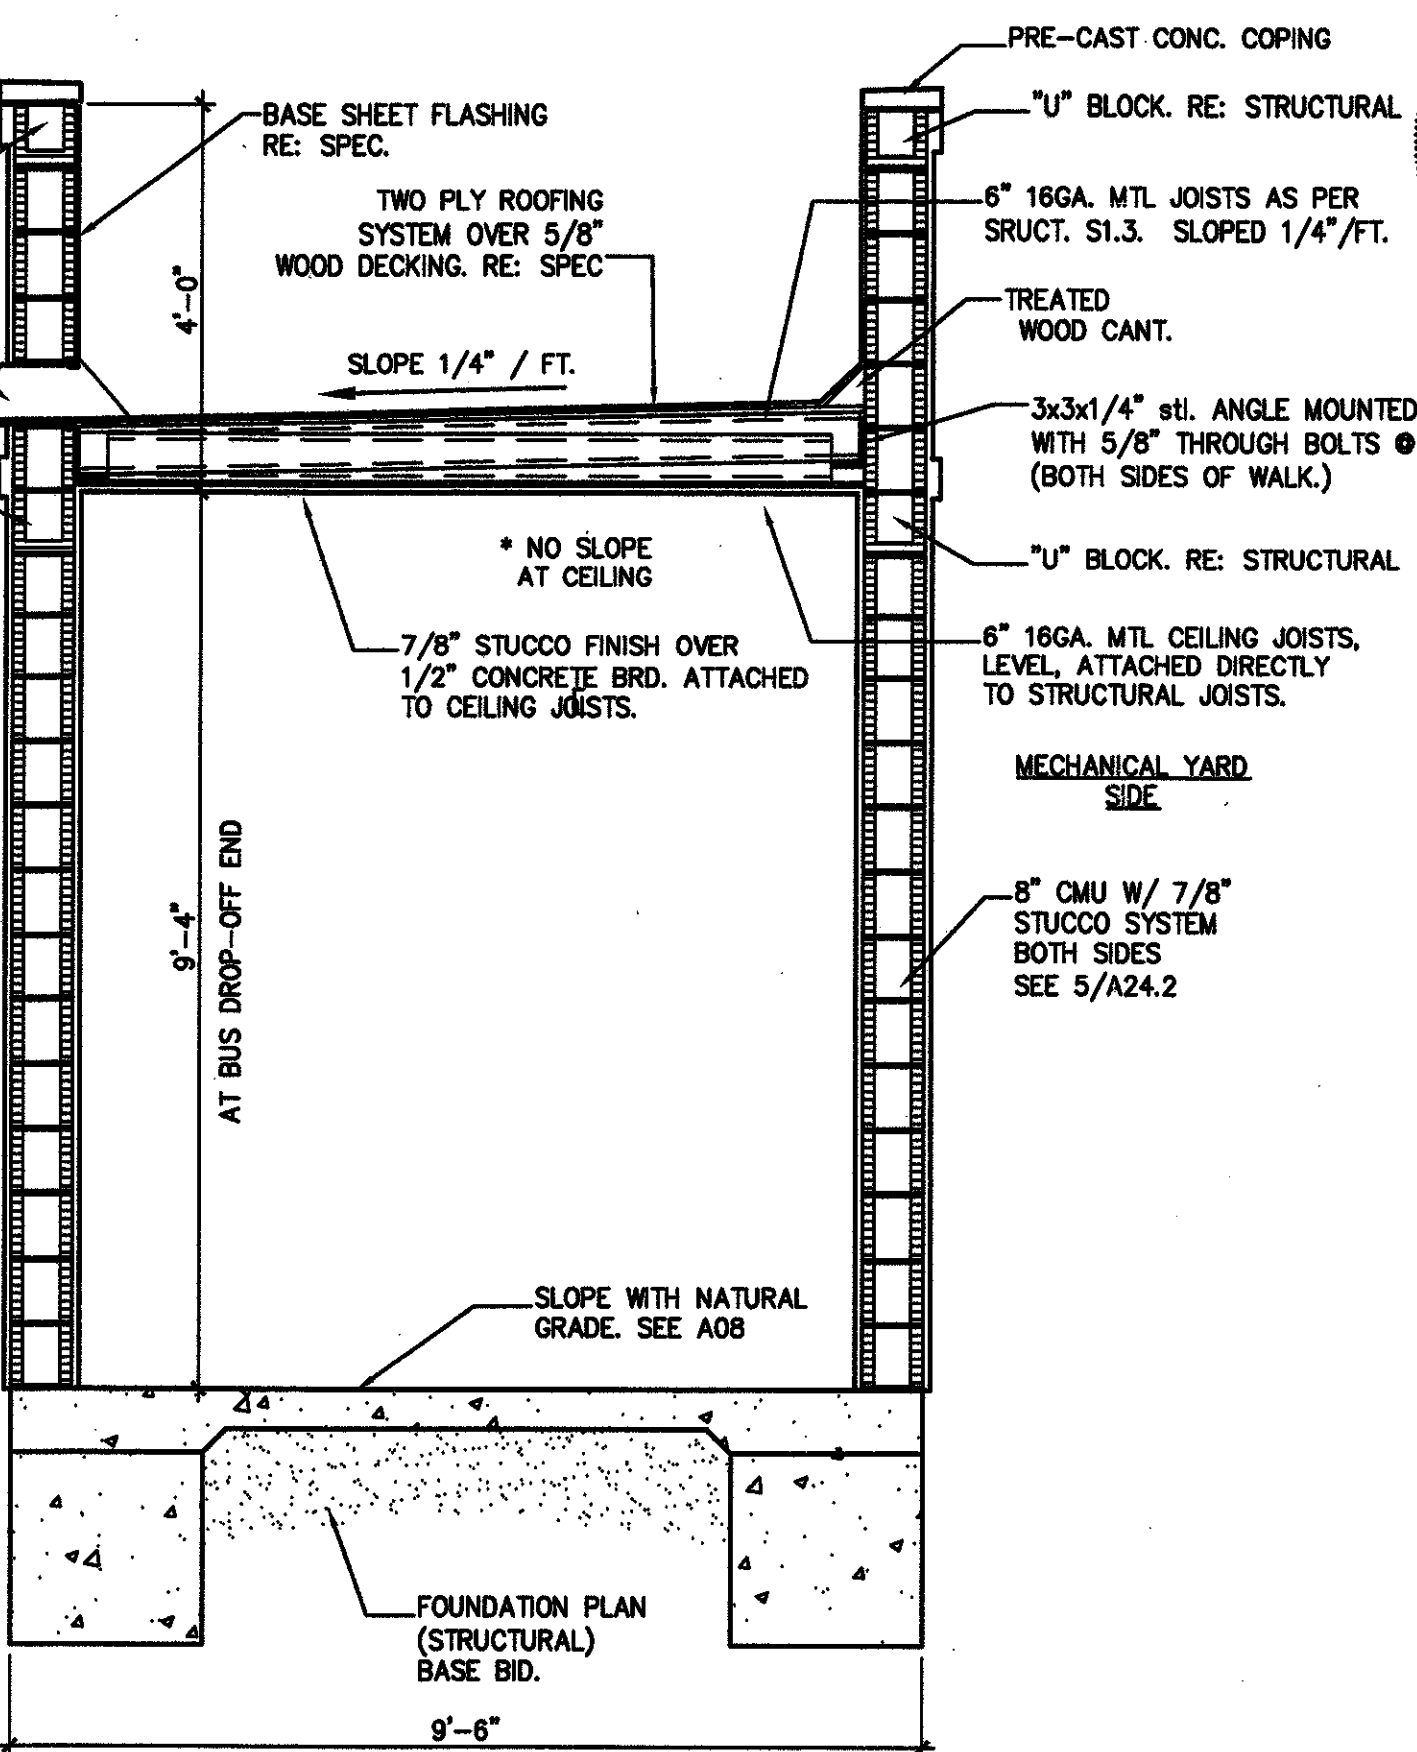 PRE-CAST CONC. COPING
BASE SHEET FLASHING
RE: SPEC.
"U" BLOCK. RE: STRUCTURAL
TWO PLY ROOFING
SYSTEM OVER 5/8"
WOOD DECKING. RE: SPEC
6" 16GA. MTL JOISTS AS PER
SRUCT. S1.3. SLOPED 1/4"/FT.
4'-0"
TREATED
WOOD CANT.
SLOPE 1/4" / FT.
3x3x1/4" stl. ANGLE MOUNTED
WITH 5/8" THROUGH BOLTS @
(BOTH SIDES OF WALK.)
* NO SLOPE
AT CEILING
"U" BLOCK. RE: STRUCTURAL
7/8" STUCCO FINISH OVER
1/2" CONCRETE BRD. ATTACHED
TO CEILING JOISTS.
6" 16GA. MTL CEILING JOISTS,
LEVEL, ATTACHED DIRECTLY
TO STRUCTURAL JOISTS.
MECHANICAL YARD
SIDE
9'-4"
AT BUS DROP-OFF END
8" CMU W/ 7/8"
STUCCO SYSTEM
BOTH SIDES
SEE 5/A24.2
SLOPE WITH NATURAL
GRADE. SEE A08
FOUNDATION PLAN
(STRUCTURAL)
BASE BID.
9'-6"